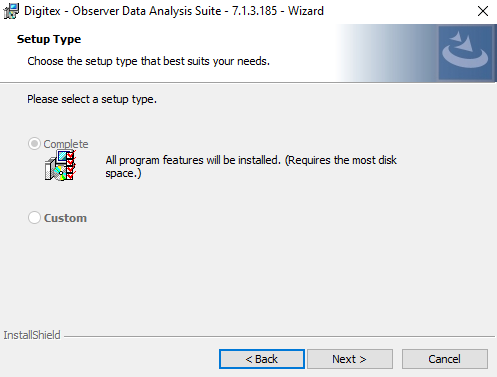 Digitex - Observer Data Analysis Suite - 7.1.3.185 - Wizard
Setup Type
Choose the setup type that best suits your needs.
Please select a setup type.
Complete
All program features will be installed. (Requires the most disk
space.)
Custom
InstallShield
< Back
Next >
Cancel